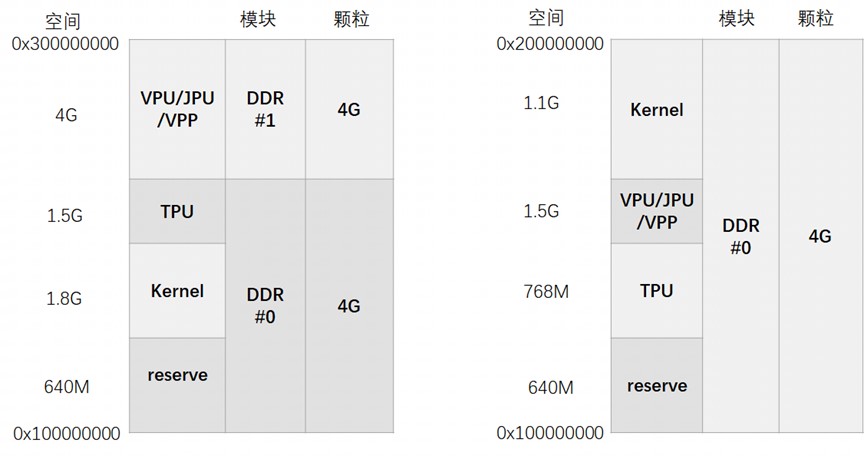 空间
模块
颗粒
0x300000000
4G
VPU/JPU
/VPP
DDR
#1
4G
1.5G
TPU
1.8G
Kernel
DDR
#0
4G
640M
reserve
0x100000000
空间
模块
颗粒
0x200000000
1.1G
Kernel
1.5G
VPU/JPU
/VPP
DDR
#0
4G
768M
TPU
640M
reserve
0x100000000